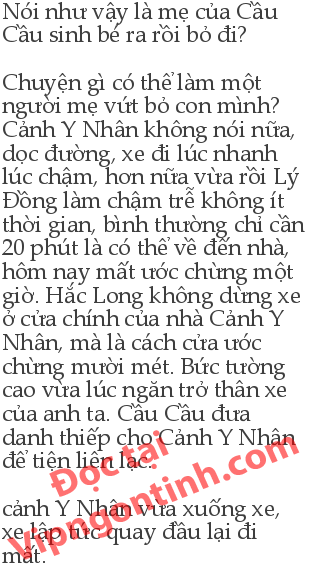 Nói như vậy là mẹ của Cầu
Cầu sinh bé ra rồi bỏ đi?
Chuyện gì có thể làm một
người mẹ vứt bỏ con mình?
Cảnh Y Nhân không nói nữa,
dọc đường, xe đi lúc nhanh
lúc chậm, hơn nữa vừa rồi Lý
Đồng làm chậm trễ không ít
thời gian, bình thường chỉ cần
20 phút là có thể về đến nhà,
hôm nay mất ước chừng một
giờ. Hắc Long không dừng xe
ở cửa chính của nhà Cảnh Y
Nhân, mà là cách cửa ước
chừng mười mét. Bức tường
cao vừa lúc ngăn trở thân xe
của anh ta. Cầu Cầu đưa
danh thiếp cho Cảnh Y Nhân
để tiện liên lạc.
Đọc tại
Vipngontinh.com
cảnh Y Nhân vừa xuống xe,
xe lập tức quay đầu lại đi
mất.